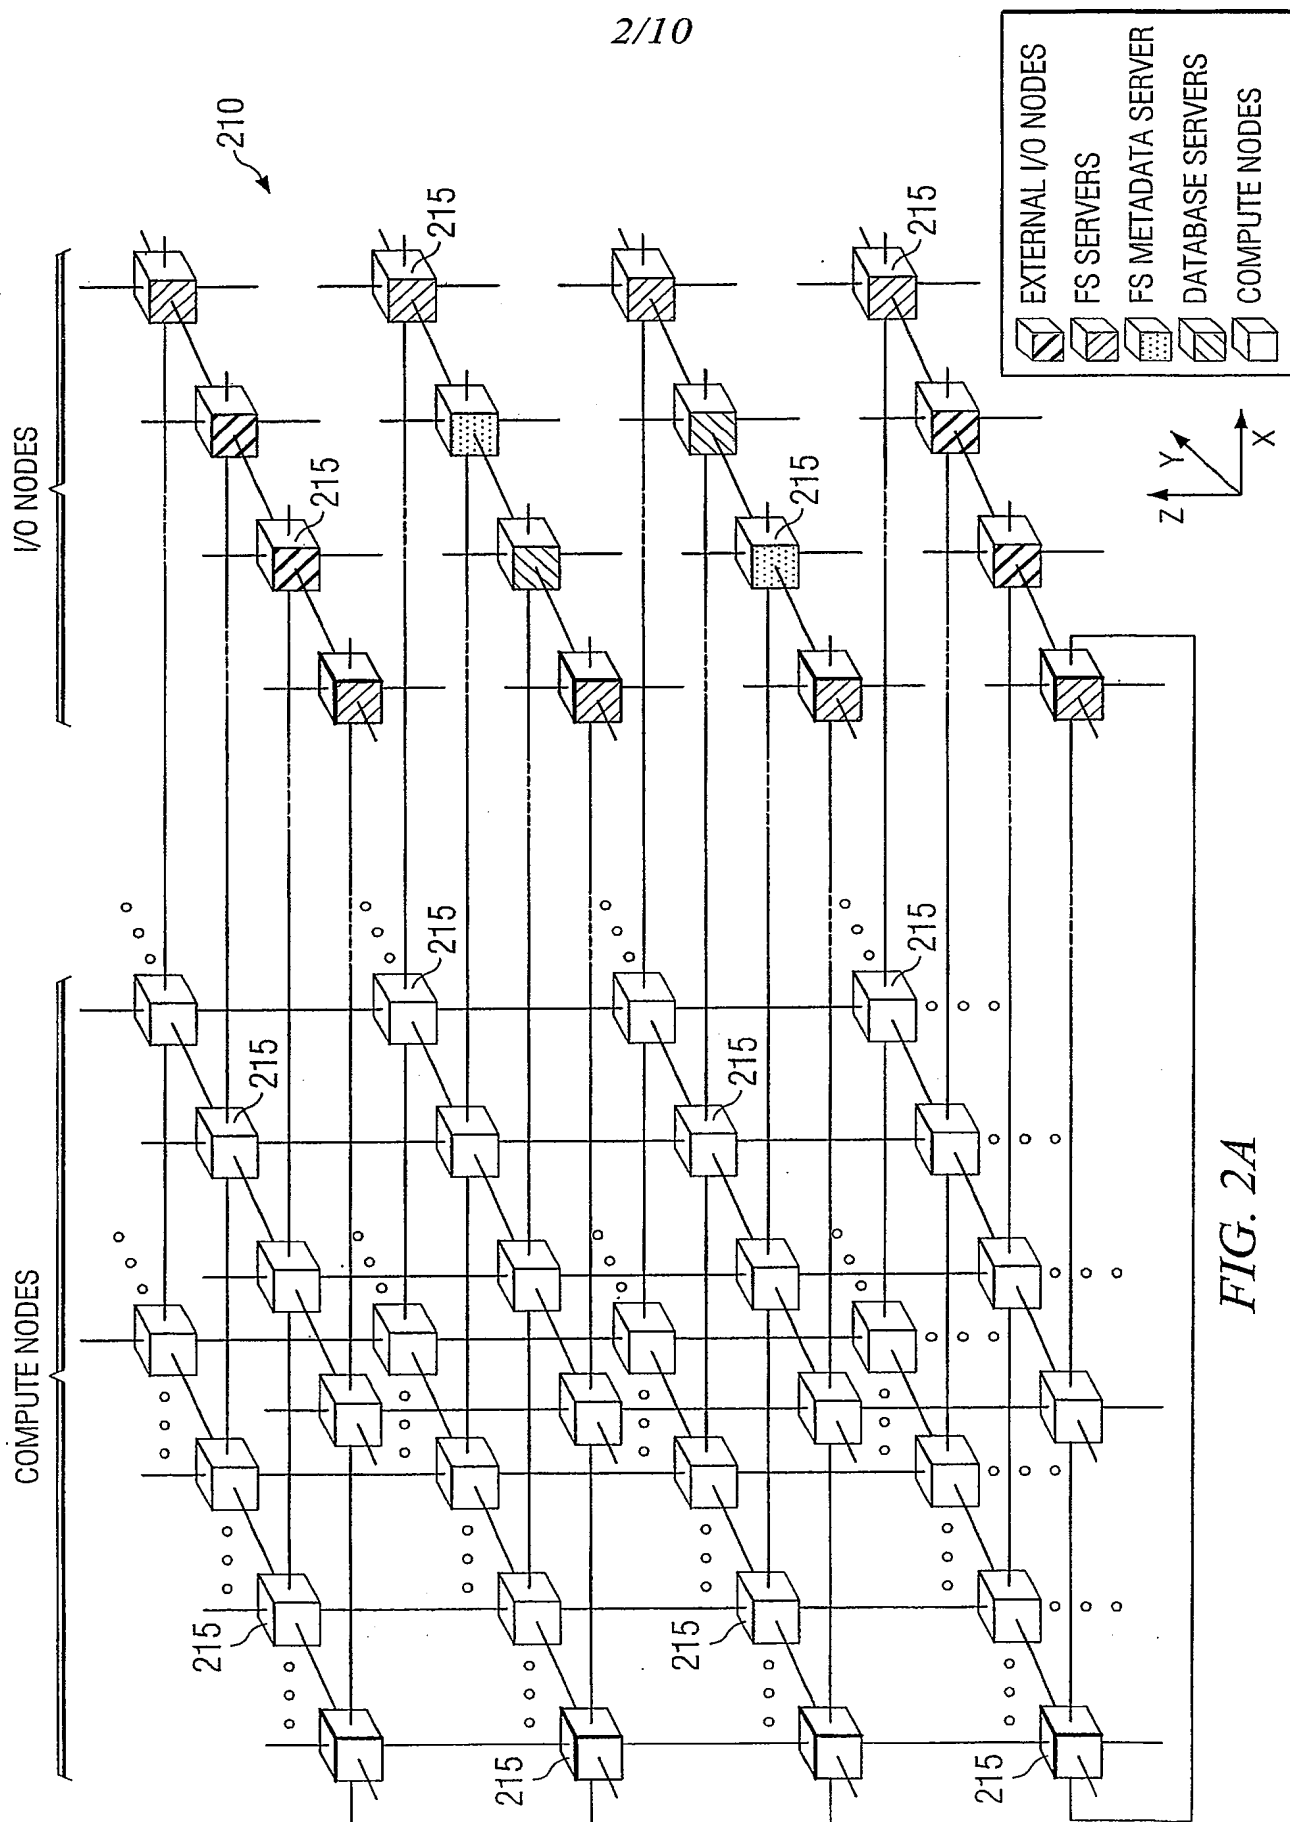 2/10
COMPUTE NODES
I/O NODES
210
215
215
215
215
215
215
215
215
215
215
215
215
215
Z
Y
X
EXTERNAL I/O NODES
FS SERVERS
FS METADATA SERVER
DATABASE SERVERS
COMPUTE NODES
FIG. 2A